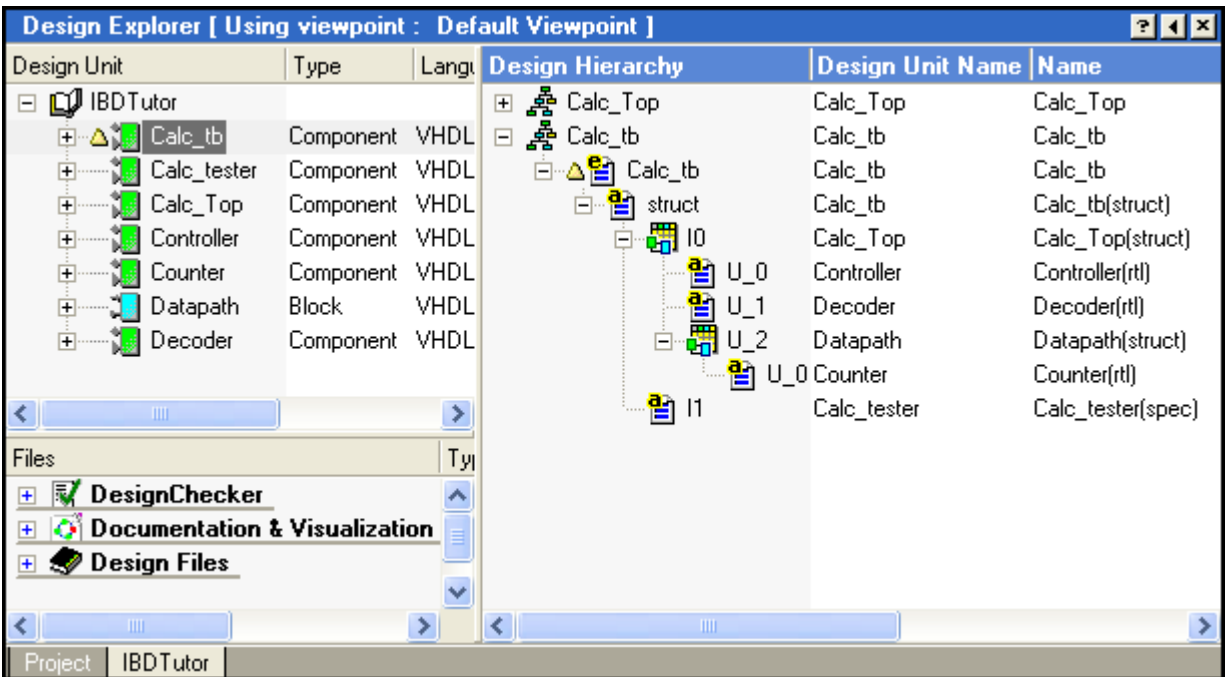 Design Explorer [ Using viewpoint : Default Viewpoint ]
Design Unit Type Langu
IBDTutor
Calc_tb Component VHDL
Calc_tester Component VHDL
Calc_Top Component VHDL
Controller Component VHDL
Counter Component VHDL
Datapath Block VHDL
Decoder Component VHDL
Files Typ
DesignChecker
Documentation & Visualization
Design Files
Design Hierarchy Design Unit Name Name
Calc_Top Calc_Top Calc_Top
Calc_tb Calc_tb Calc_tb
Calc_tb Calc_tb Calc_tb
struct Calc_tb Calc_tb(struct)
I0 Calc_Top Calc_Top(struct)
U_0 Controller Controller(rtl)
U_1 Decoder Decoder(rtl)
U_2 Datapath Datapath(struct)
U_0 Counter Counter(rtl)
I1 Calc_tester Calc_tester(spec)
Project IBDTutor